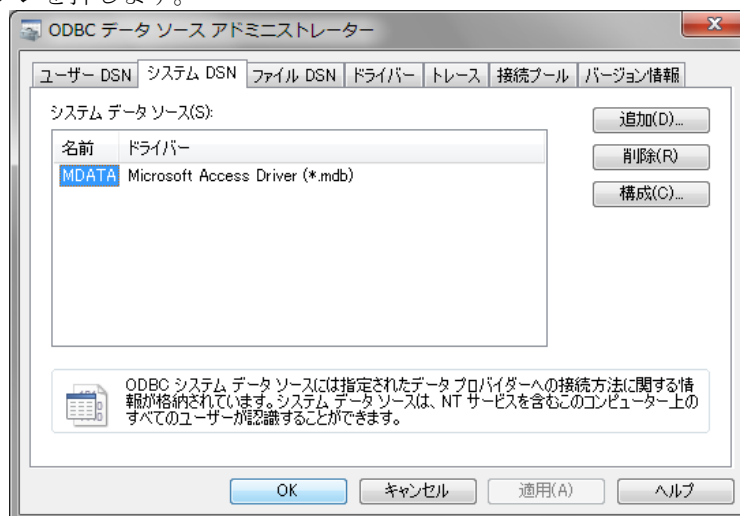 ンを押します。
ODBC データ ソース アドミニストレーター
ユーザー DSN システム DSN ファイル DSN ドライバー トレース 接続プール バージョン情報
システム データ ソース(S):
名前 ドライバー
MDATA Microsoft Access Driver (*.mdb)
追加(D)...
削除(R)
構成(C)...
ODBC システム データ ソースには指定されたデータ プロバイダーへの接続方法に関する情
報が格納されています。システム データ ソースは、NT サービスを含むこのコンピューター上の
すべてのユーザーが認識することができます。
OK キャンセル 適用(A) ヘルプ